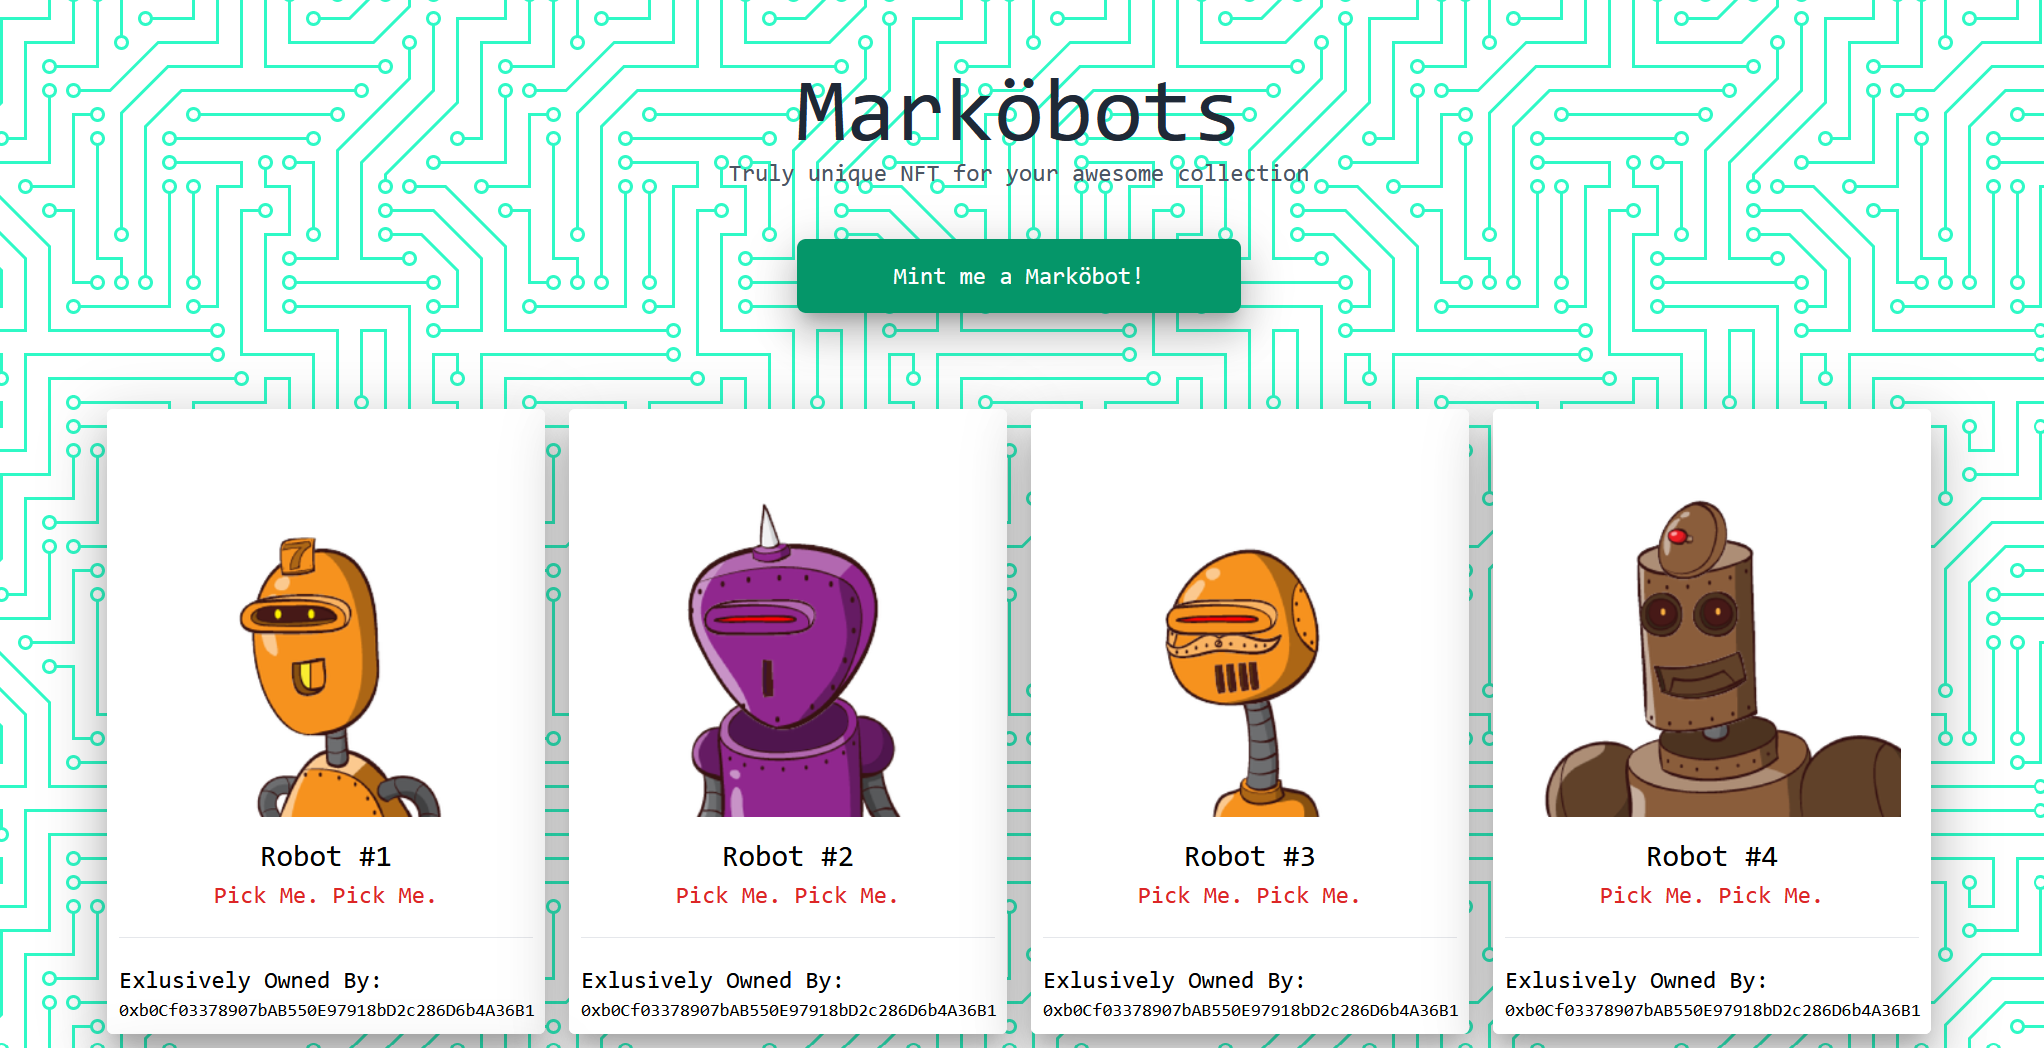 Marköbots
Truly unique NFT for your awesome collection
Mint me a Marköbot!
7
Robot #1
Pick Me. Pick Me.
Exlusively Owned By:
0xb0Cf03378907bAB550E97918bD2c286D6b4A36B1
Robot #2
Pick Me. Pick Me.
Exlusively Owned By:
0xb0Cf03378907bAB550E97918bD2c286D6b4A36B1
Robot #3
Pick Me. Pick Me.
Exlusively Owned By:
0xb0Cf03378907bAB550E97918bD2c286D6b4A36B1
Robot #4
Pick Me. Pick Me.
Exlusively Owned By:
0xb0Cf03378907bAB550E97918bD2c286D6b4A36B1